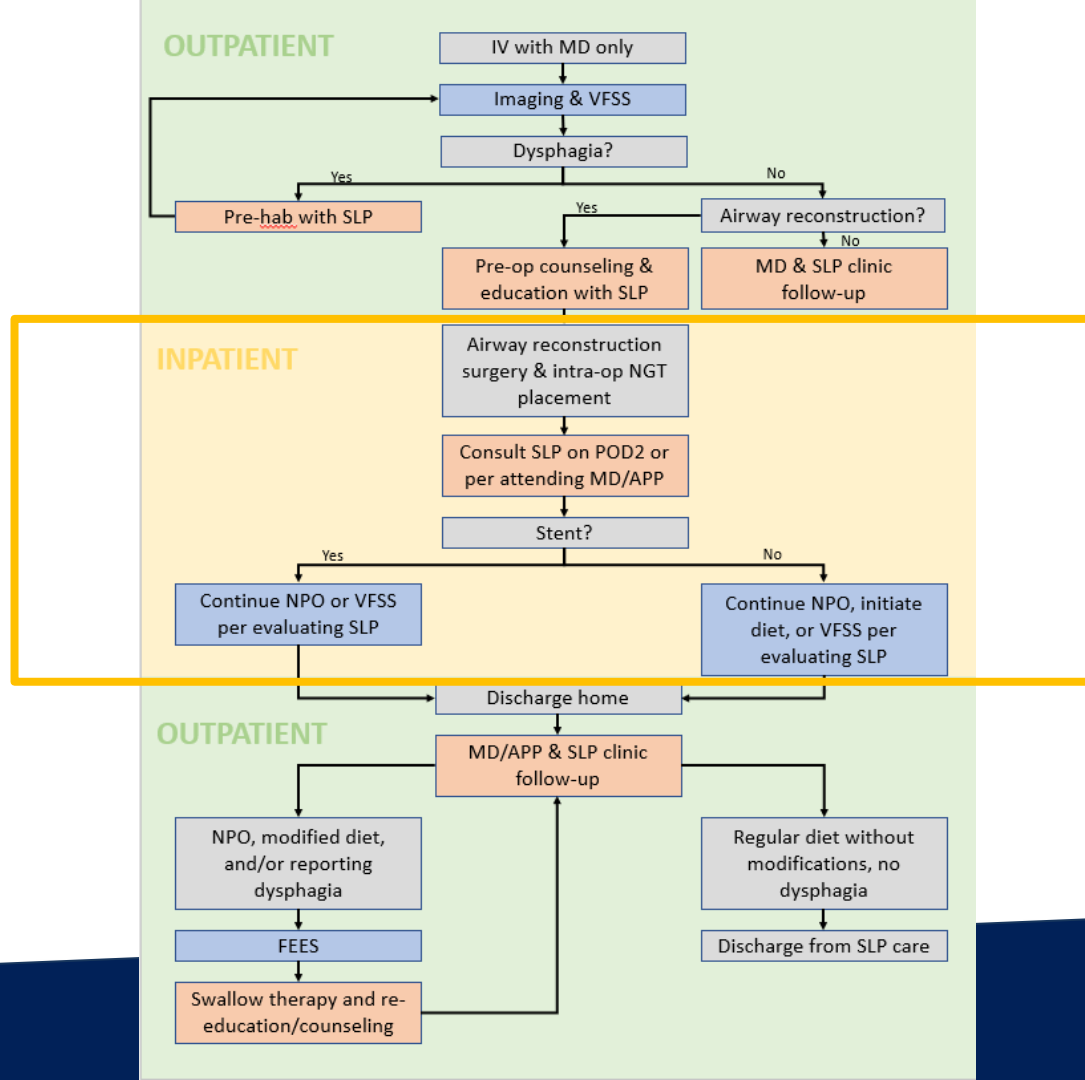 OUTPATIENT
IV with MD only
Imaging & VFSS
Dysphagia?
Yes
No
Pre-hab with SLP
Airway reconstruction?
Yes
No
Pre-op counseling &
education with SLP
MD & SLP clinic
follow-up
INPATIENT
Airway reconstruction
surgery & intra-op NGT
placement
Consult SLP on POD2 or
per attending MD/APP
Stent?
Yes
No
Continue NPO or VFSS
per evaluating SLP
Continue NPO, initiate
diet, or VFSS per
evaluating SLP
Discharge home
OUTPATIENT
MD/APP & SLP clinic
follow-up
NPO, modified diet,
and/or reporting
dysphagia
Regular diet without
modifications, no
dysphagia
FEES
Discharge from SLP care
Swallow therapy and re-
education/counseling